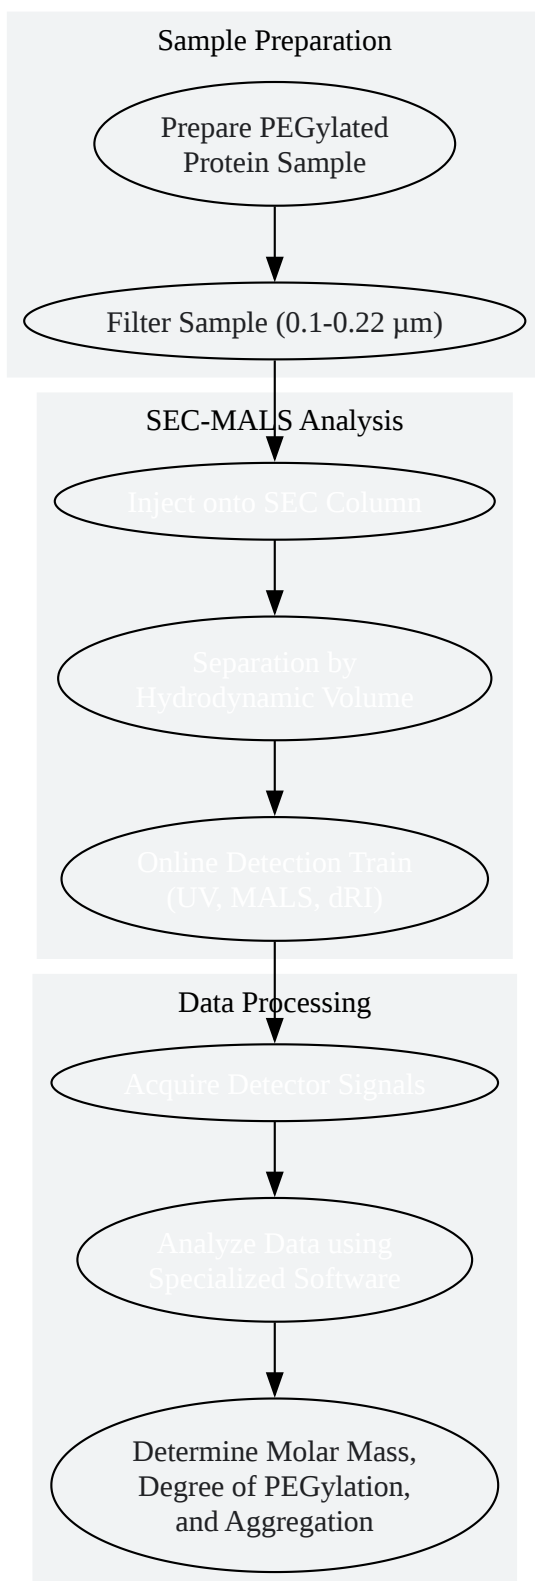 Sample Preparation
Prepare PEGylated
Protein Sample
Filter Sample (0.1-0.22 µm)
SEC-MALS Analysis
Inject onto SEC Column
Separation by
Hydrodynamic Volume
Online Detection Train
(UV, MALS, dRI)
Data Processing
Acquire Detector Signals
Analyze Data using
Specialized Software
Determine Molar Mass,
Degree of PEGylation,
and Aggregation